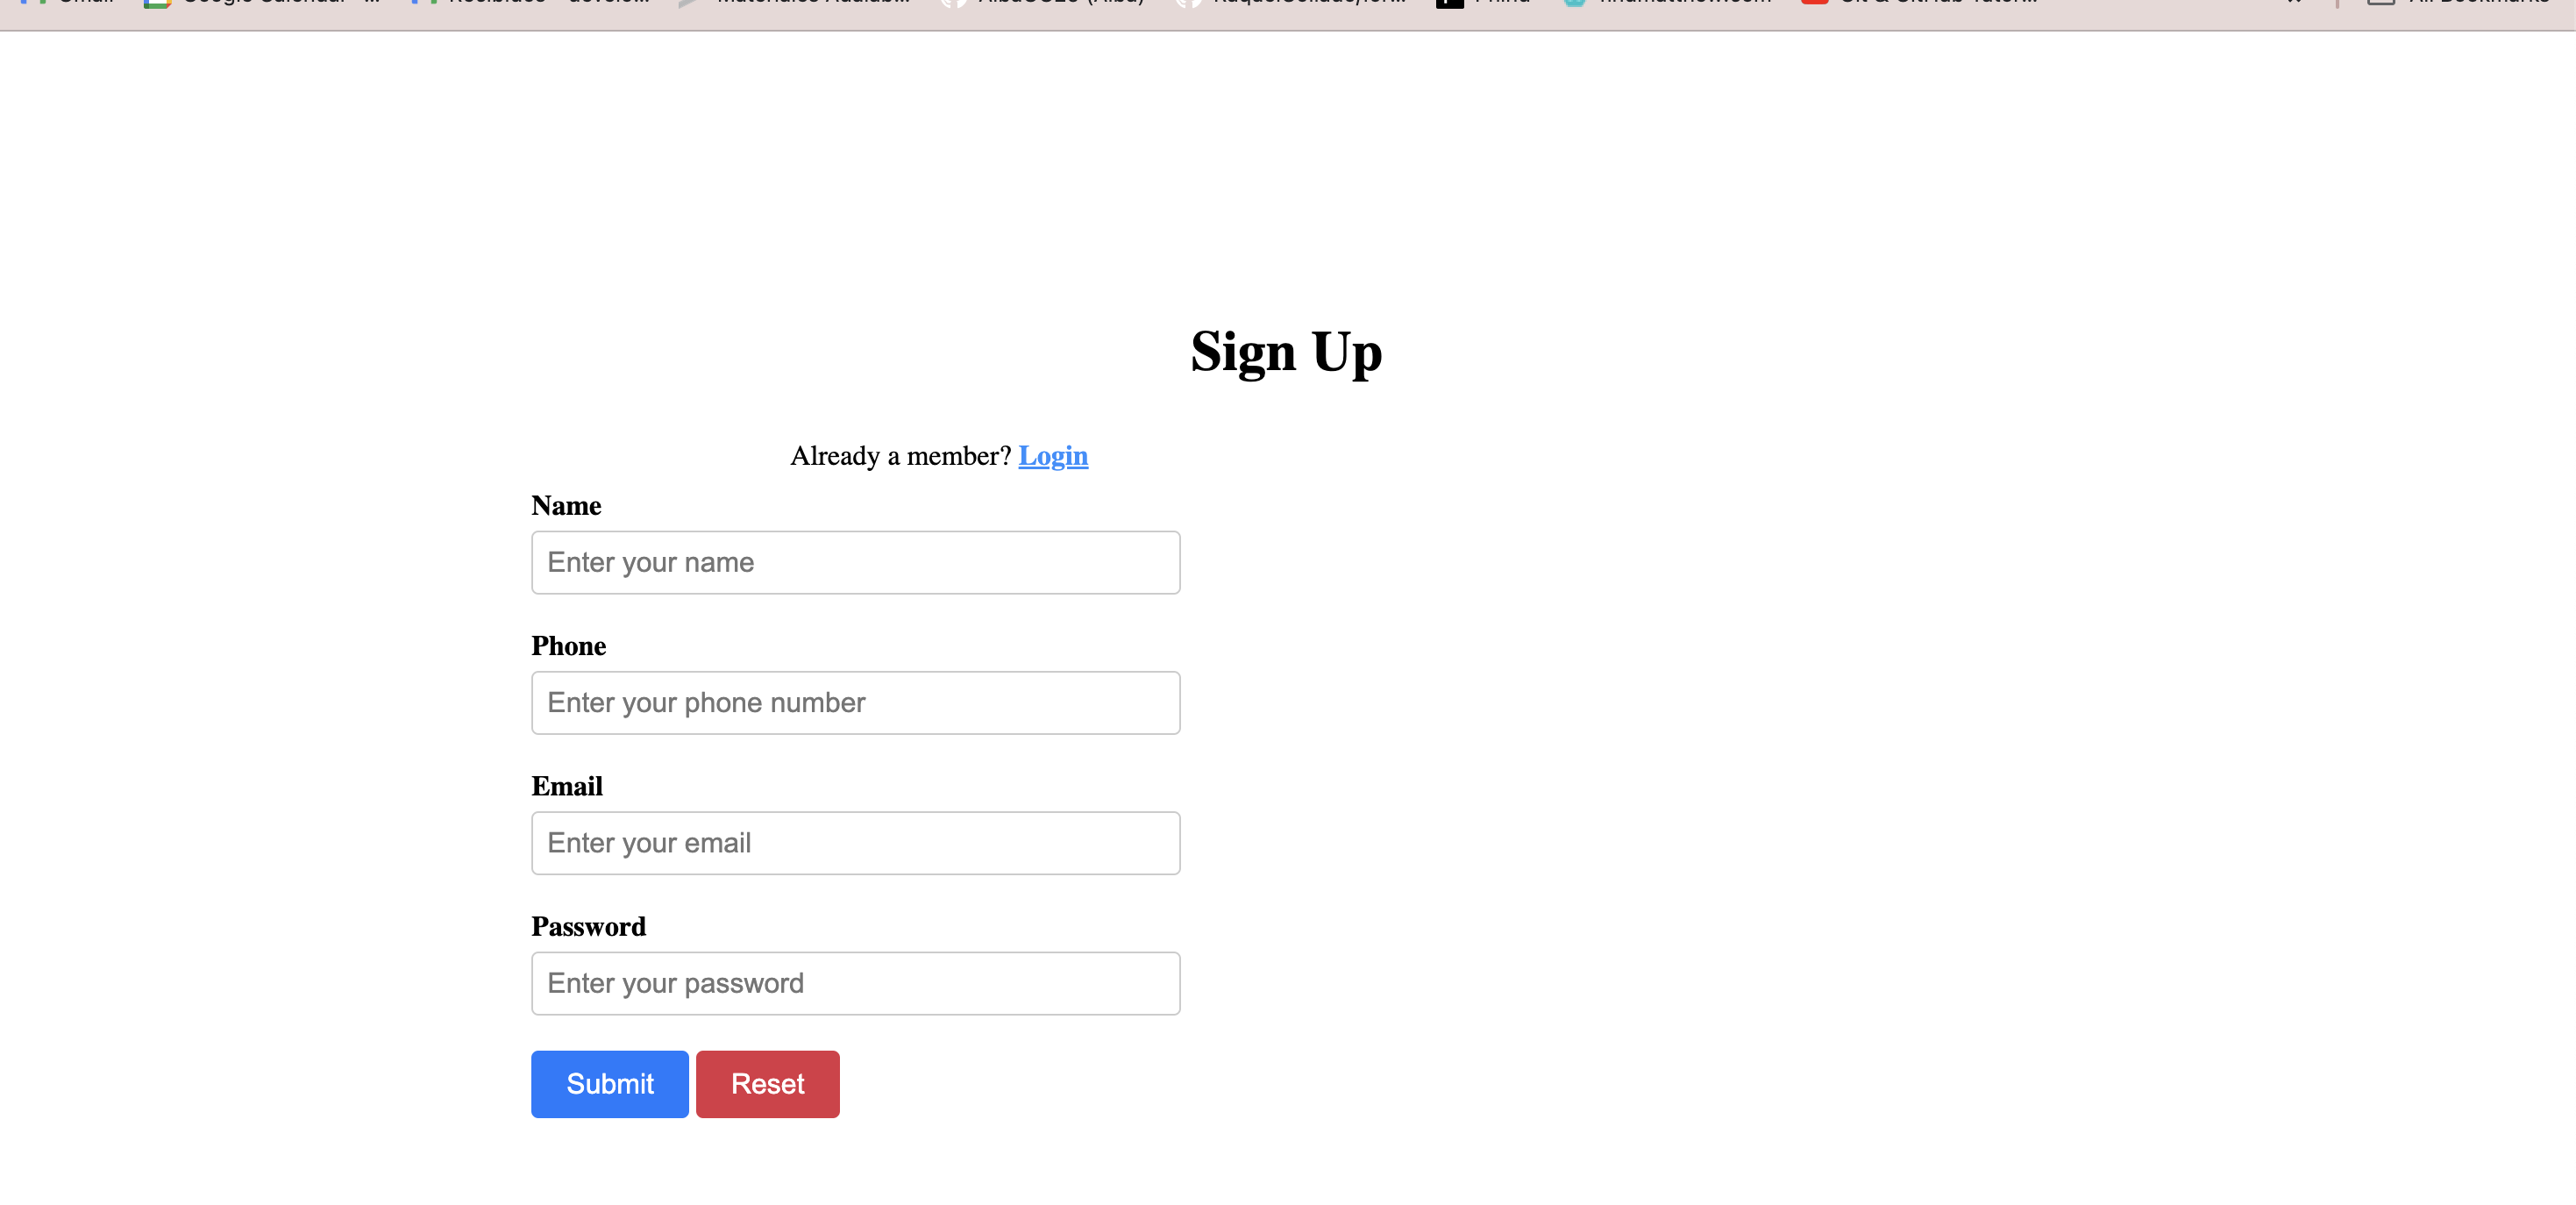 Sign Up
Already a member? Login
Name
Enter your name
Phone
Enter your phone number
Email
Enter your email
Password
Enter your password
Submit Reset